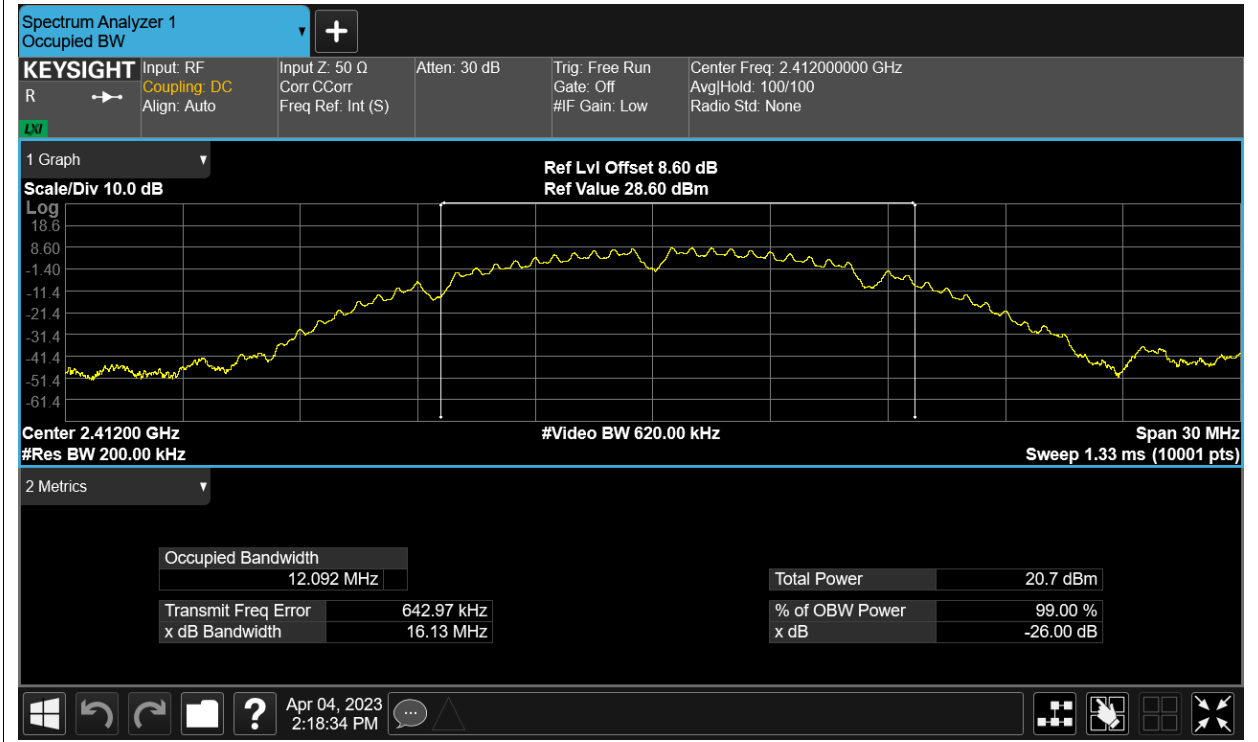 Spectrum Analyzer 1
Occupied BW
KEYSIGHT
R
LXI
Input: RF
Coupling: DC
Align: Auto
Input Z: 50 Ω
Corr CCorr
Freq Ref: Int (S)
Atten: 30 dB
Trig: Free Run
Gate: Off
#IF Gain: Low
Center Freq: 2.412000000 GHz
Avg|Hold: 100/100
Radio Std: None
1 Graph
Scale/Div 10.0 dB
Ref Lvl Offset 8.60 dB
Ref Value 28.60 dBm
Log
18.6
8.60
-1.40
-11.4
-21.4
-31.4
-41.4
-51.4
-61.4
Center 2.41200 GHz
#Video BW 620.00 kHz
Span 30 MHz
#Res BW 200.00 kHz
Sweep 1.33 ms (10001 pts)
2 Metrics
Occupied Bandwidth
12.092 MHz
Total Power 20.7 dBm
Transmit Freq Error 642.97 kHz
% of OBW Power 99.00 %
x dB Bandwidth 16.13 MHz
x dB -26.00 dB
?
Apr 04, 2023
2:18:34 PM